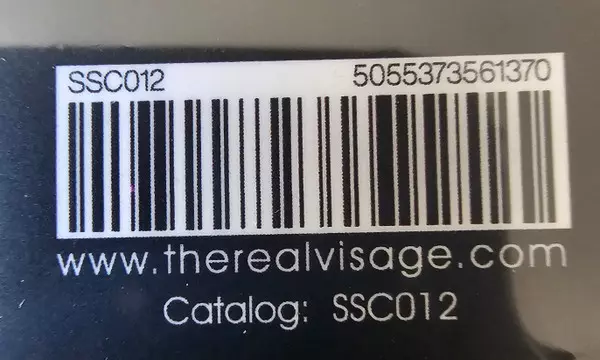 SSC012 5055373561370
www.therealvisage.com
Catalog: SSC012